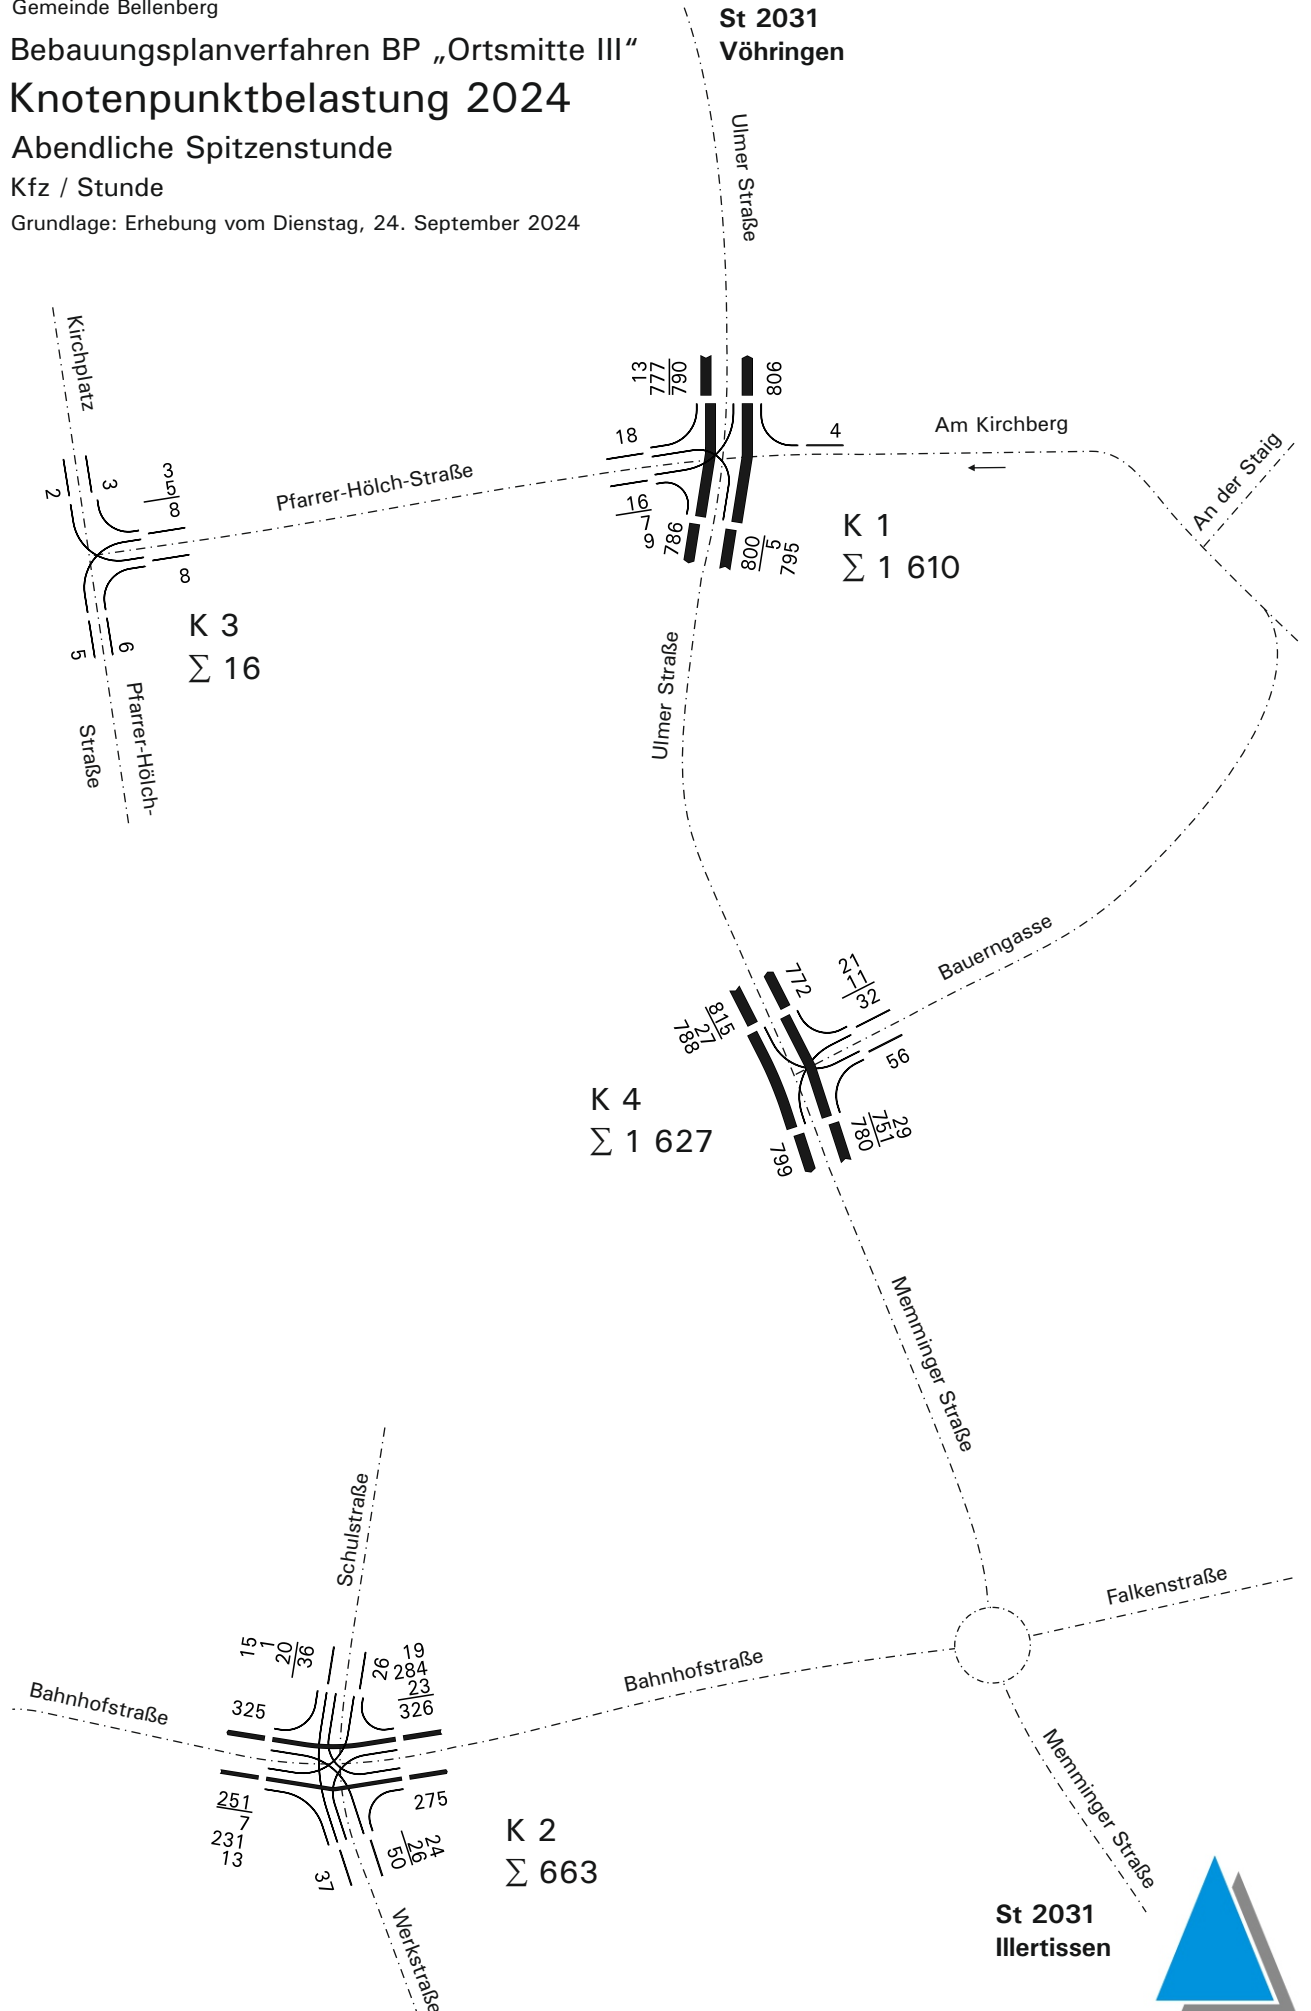 Gemeinde Bellenberg
Bebauungsplanverfahren BP „Ortsmitte III“
Knotenpunktbelastung 2024
Abendliche Spitzenstunde
Kfz / Stunde
Grundlage: Erhebung vom Dienstag, 24. September 2024
St 2031
Vöhringen
Ulmer Straße
Kirchplatz
2
3
3
5
8
8
5
6
K 3
∑ 16
Pfarrer-Hölch-
Straße
Pfarrer-Hölch-Straße
13
777
790
806
18
4
Am Kirchberg
An der Staig
16
7
9
786
800
5
795
K 1
∑ 1 610
Ulmer Straße
Bauerngasse
772
21
11
32
815
27
788
56
K 4
∑ 1 627
799
780
751
29
Memminger Straße
Schulstraße
Falkenstraße
Bahnhofstraße
Bahnhofstraße
15
1
20
36
26
19
284
23
326
325
251
7
231
13
275
37
50
26
24
K 2
∑ 663
Werkstraße
Memminger Straße
St 2031
Illertissen